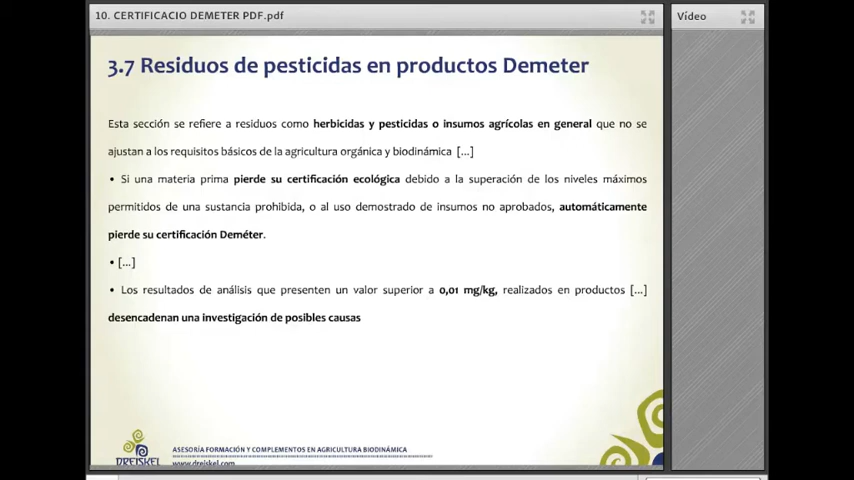 10. CERTIFICACIO DEMETER PDF.pdf
Vídeo
3.7 Residuos de pesticidas en productos Demeter
Esta sección se refiere a residuos como herbicidas y pesticidas o insumos agrícolas en general que no se
ajustan a los requisitos básicos de la agricultura orgánica y biodinámica [...]
• Si una materia prima pierde su certificación ecológica debido a la superación de los niveles máximos
permitidos de una sustancia prohibida, o al uso demostrado de insumos no aprobados, automáticamente
pierde su certificación Deméter.
• [...]
• Los resultados de análisis que presenten un valor superior a 0,01 mg/kg, realizados en productos [...]
desencadenan una investigación de posibles causas
DREISKEL
ASESORÍA FORMACIÓN Y COMPLEMENTOS EN AGRICULTURA BIODINÁMICA
www.dreiskel.com